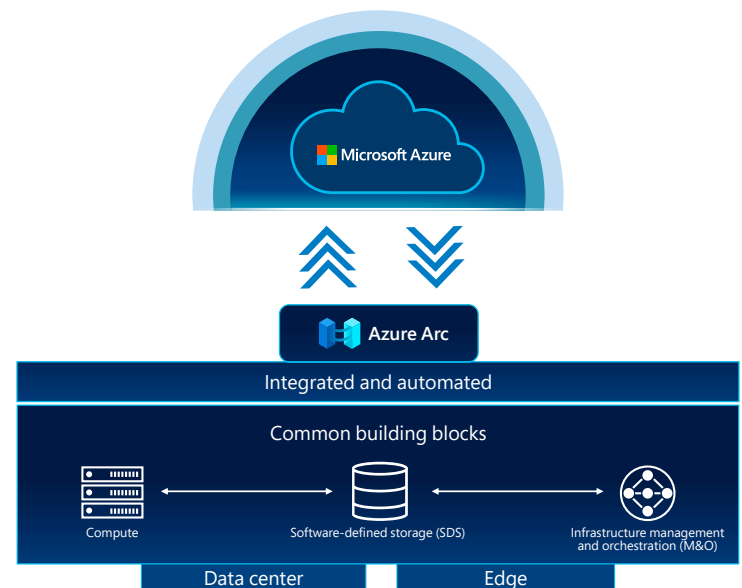 Microsoft Azure
Azure Arc
Integrated and automated
Common building blocks
Compute
Software-defined storage (SDS)
Infrastructure management
and orchestration (M&O)
Data center
Edge